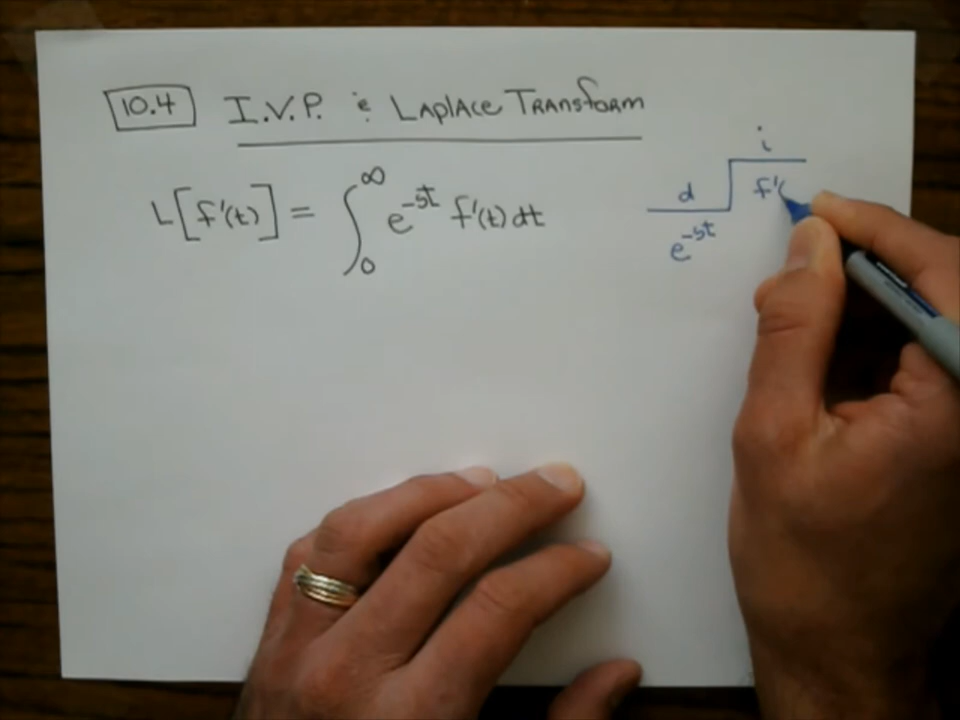 10.4 I.V.P. & LAPLACE TRANSFORM
L[f'(t)] = ∫₀^∞ e^{-st} f'(t) dt
d i
e^{-st} f'(